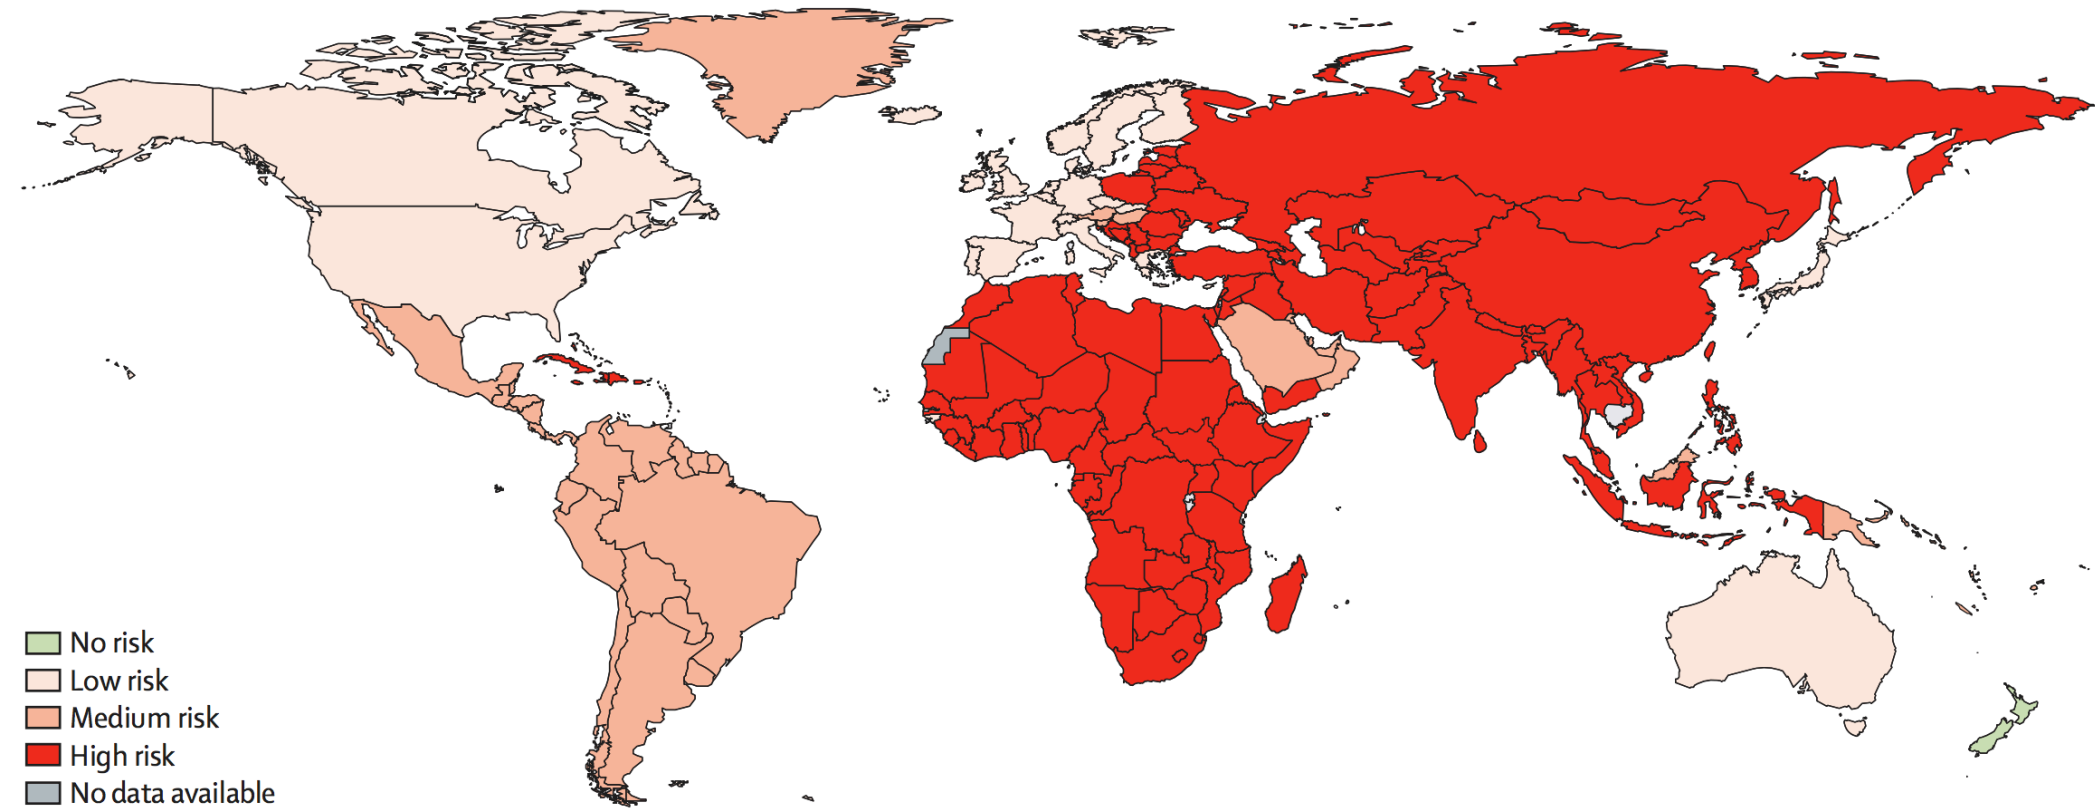 No risk
Low risk
Medium risk
High risk
No data available